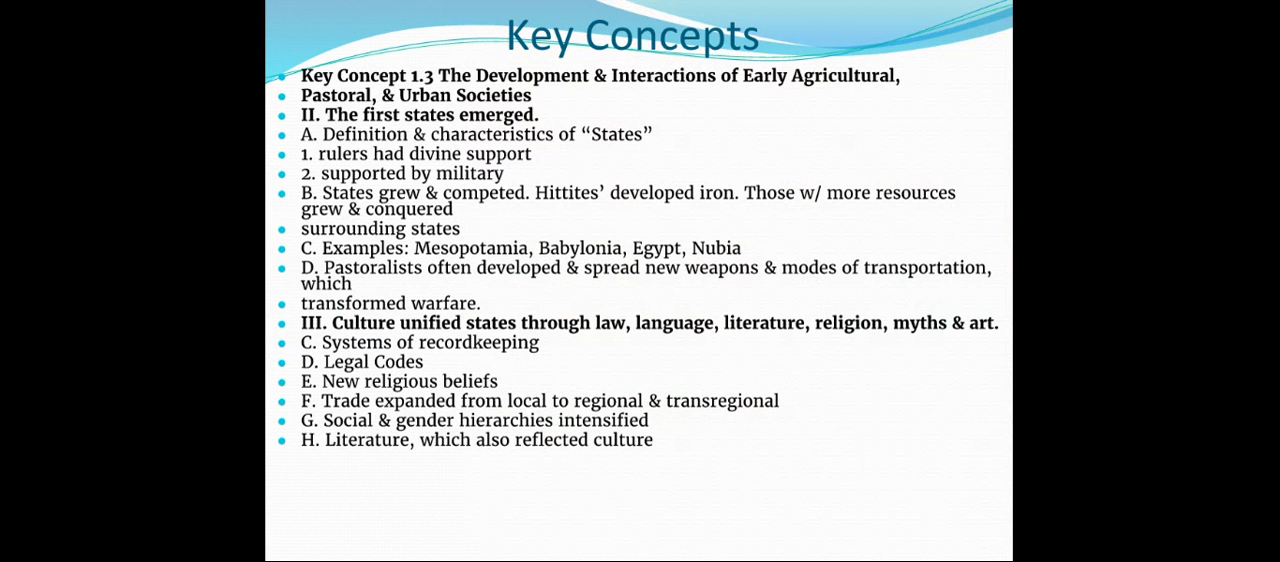 Key Concepts
Key Concept 1.3 The Development & Interactions of Early Agricultural,
Pastoral, & Urban Societies
II. The first states emerged.
A. Definition & characteristics of “States”
1. rulers had divine support
2. supported by military
B. States grew & competed. Hittites’ developed iron. Those w/ more resources
grew & conquered
surrounding states
C. Examples: Mesopotamia, Babylonia, Egypt, Nubia
D. Pastoralists often developed & spread new weapons & modes of transportation,
which
transformed warfare.
III. Culture unified states through law, language, literature, religion, myths & art.
C. Systems of recordkeeping
D. Legal Codes
E. New religious beliefs
F. Trade expanded from local to regional & transregional
G. Social & gender hierarchies intensified
H. Literature, which also reflected culture